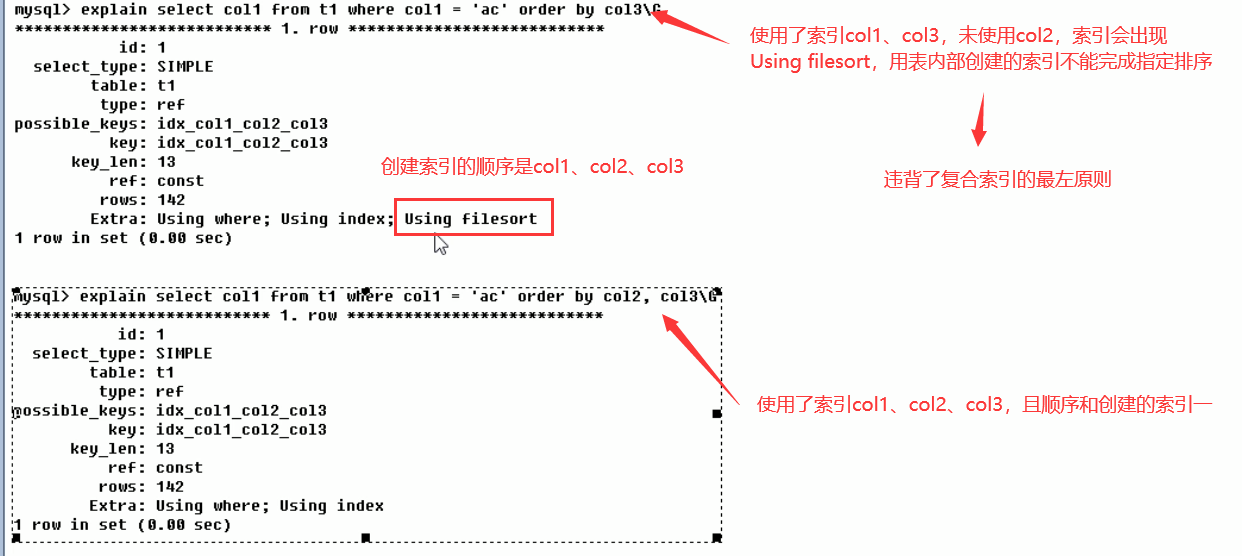 mysql> explain select col1 from t1 where col1 = 'ac' order by col3\G
*************************** 1. row ***************************
id: 1
select_type: SIMPLE
table: t1
type: ref
possible_keys: idx_col1_col2_col3
key: idx_col1_col2_col3
key_len: 13
ref: const
rows: 142
Extra: Using where; Using index; Using filesort
1 row in set (0.00 sec)
使用了索引col1、col3，未使用col2，索引会出现
Using filesort，用表内部创建的索引不能完成指定排序
违背了复合索引的最左原则
创建索引的顺序是col1、col2、col3
mysql> explain select col1 from t1 where col1 = 'ac' order by col2, col3\G
*************************** 1. row ***************************
id: 1
select_type: SIMPLE
table: t1
type: ref
possible_keys: idx_col1_col2_col3
key: idx_col1_col2_col3
key_len: 13
ref: const
rows: 142
Extra: Using where; Using index
1 row in set (0.00 sec)
使用了索引col1、col2、col3，且顺序和创建的索引一